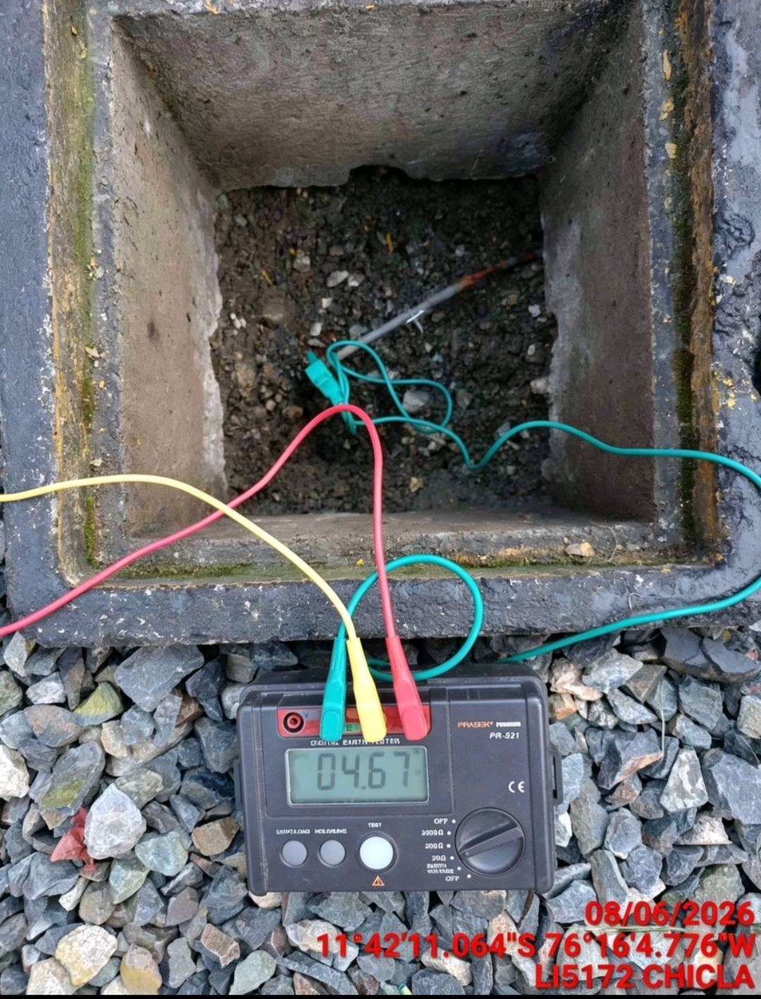 V
PRASEK® PREMIUM
PR-521
DIGITAL EARTH TESTER
04.67
CE
TEST
OFF
200Ω
20Ω
OFF
08/06/2026
11°42'11.064"S 76°16'4.776"W
LI5172 CHICLA